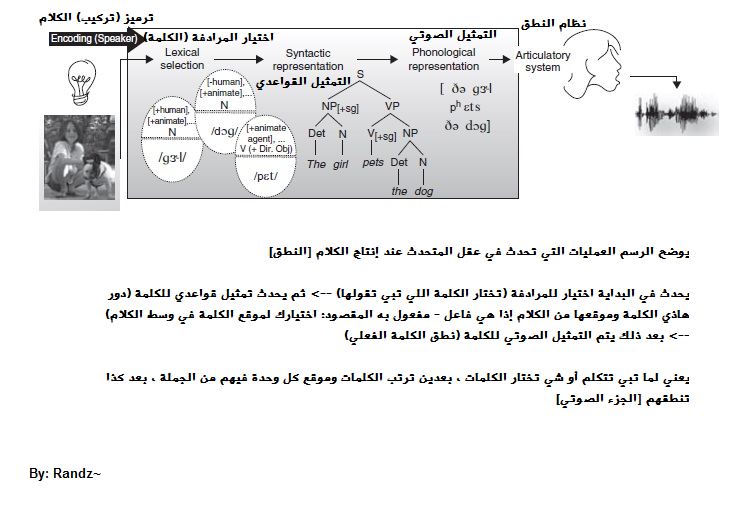 ترميز (تركيب) الكلام
Encoding (Speaker)
اختيار المرادفة (الكلمة)
التمثيل الصوتي
نظام النطق
Lexical
selection
Syntactic
representation
التمثيل القواعدي
Phonological
representation
Articulatory
system
[+human],
[+animate],...
N
/gɝl/
[-human],
[+animate],...
N
/dɔg/
[+animate
agent], ...
V (+ Dir. Obj)
/pɛt/
S
NP[+sg] VP
Det N V[+sg] NP
The girl pets Det N
the dog
[ ðə gɝl
pʰ ɛts
ðə dɔg]
يوضع الرسم العمليات التي تحدث في عقل المتحدث عند إنتاج الكلام [النطق]
يحدث في البداية اختيار للمرادفة (تختار الكلمة اللي تبي تقولها) --> ثم يحدث تمثيل قواعدي للكلمة (دور
هاذي الكلمة وموقعها من الكلام إذا هي فاعل - مفعول به المقصود: اختيارك لموقع الكلمة في وسط الكلام)
--> بعد ذلك يتم التمثيل الصوتي للكلمة (نطق الكلمة الفعلي)
يعني لما تبي تتكلم أو شي تختار الكلمات ، بعدين ترتب الكلمات وموقع كل وحدة فيهم من الجملة ، بعد كذا
تنطقهم [الجزء الصوتي]
By: Randz~